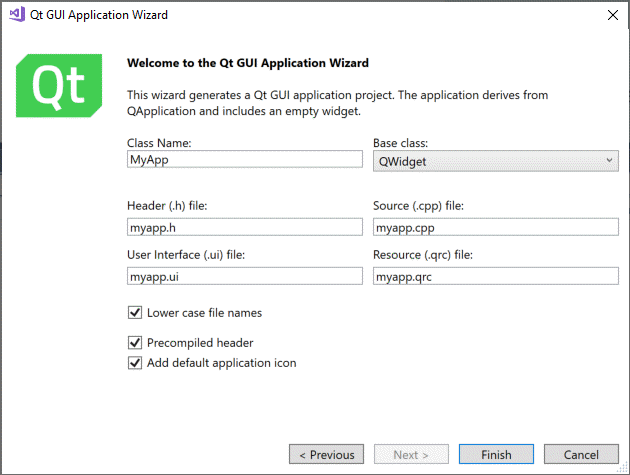 Qt GUI Application Wizard
Qt
Welcome to the Qt GUI Application Wizard
This wizard generates a Qt GUI application project. The application derives from
QApplication and includes an empty widget.
Class Name: Base class:
MyApp QWidget
Header (.h) file: Source (.cpp) file:
myapp.h myapp.cpp
User Interface (.ui) file: Resource (.qrc) file:
myapp.ui myapp.qrc
Lower case file names
Precompiled header
Add default application icon
< Previous Next > Finish Cancel